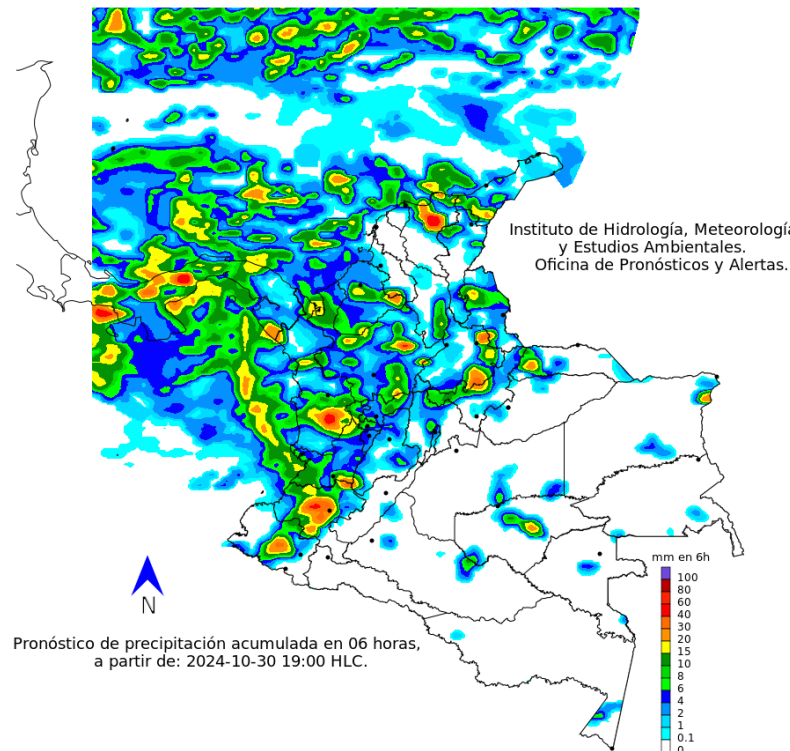 Instituto de Hidrología, Meteorología
y Estudios Ambientales.
Oficina de Pronósticos y Alertas.
N
Pronóstico de precipitación acumulada en 06 horas,
a partir de: 2024-10-30 19:00 HLC.
mm en 6h
100
80
60
40
30
20
15
10
8
6
4
2
1
0.1
0